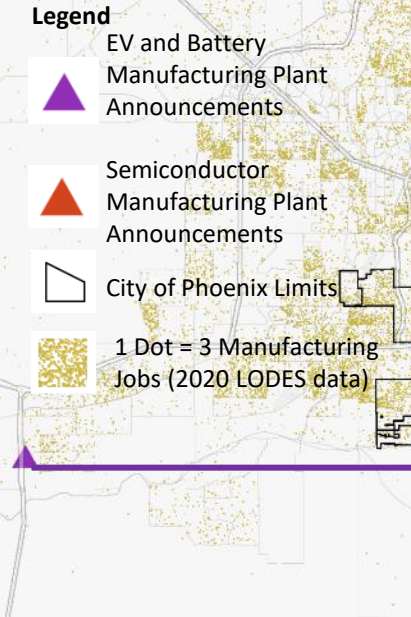 Legend
EV and Battery
Manufacturing Plant
Announcements
Semiconductor
Manufacturing Plant
Announcements
City of Phoenix Limits
1 Dot = 3 Manufacturing
Jobs (2020 LODES data)